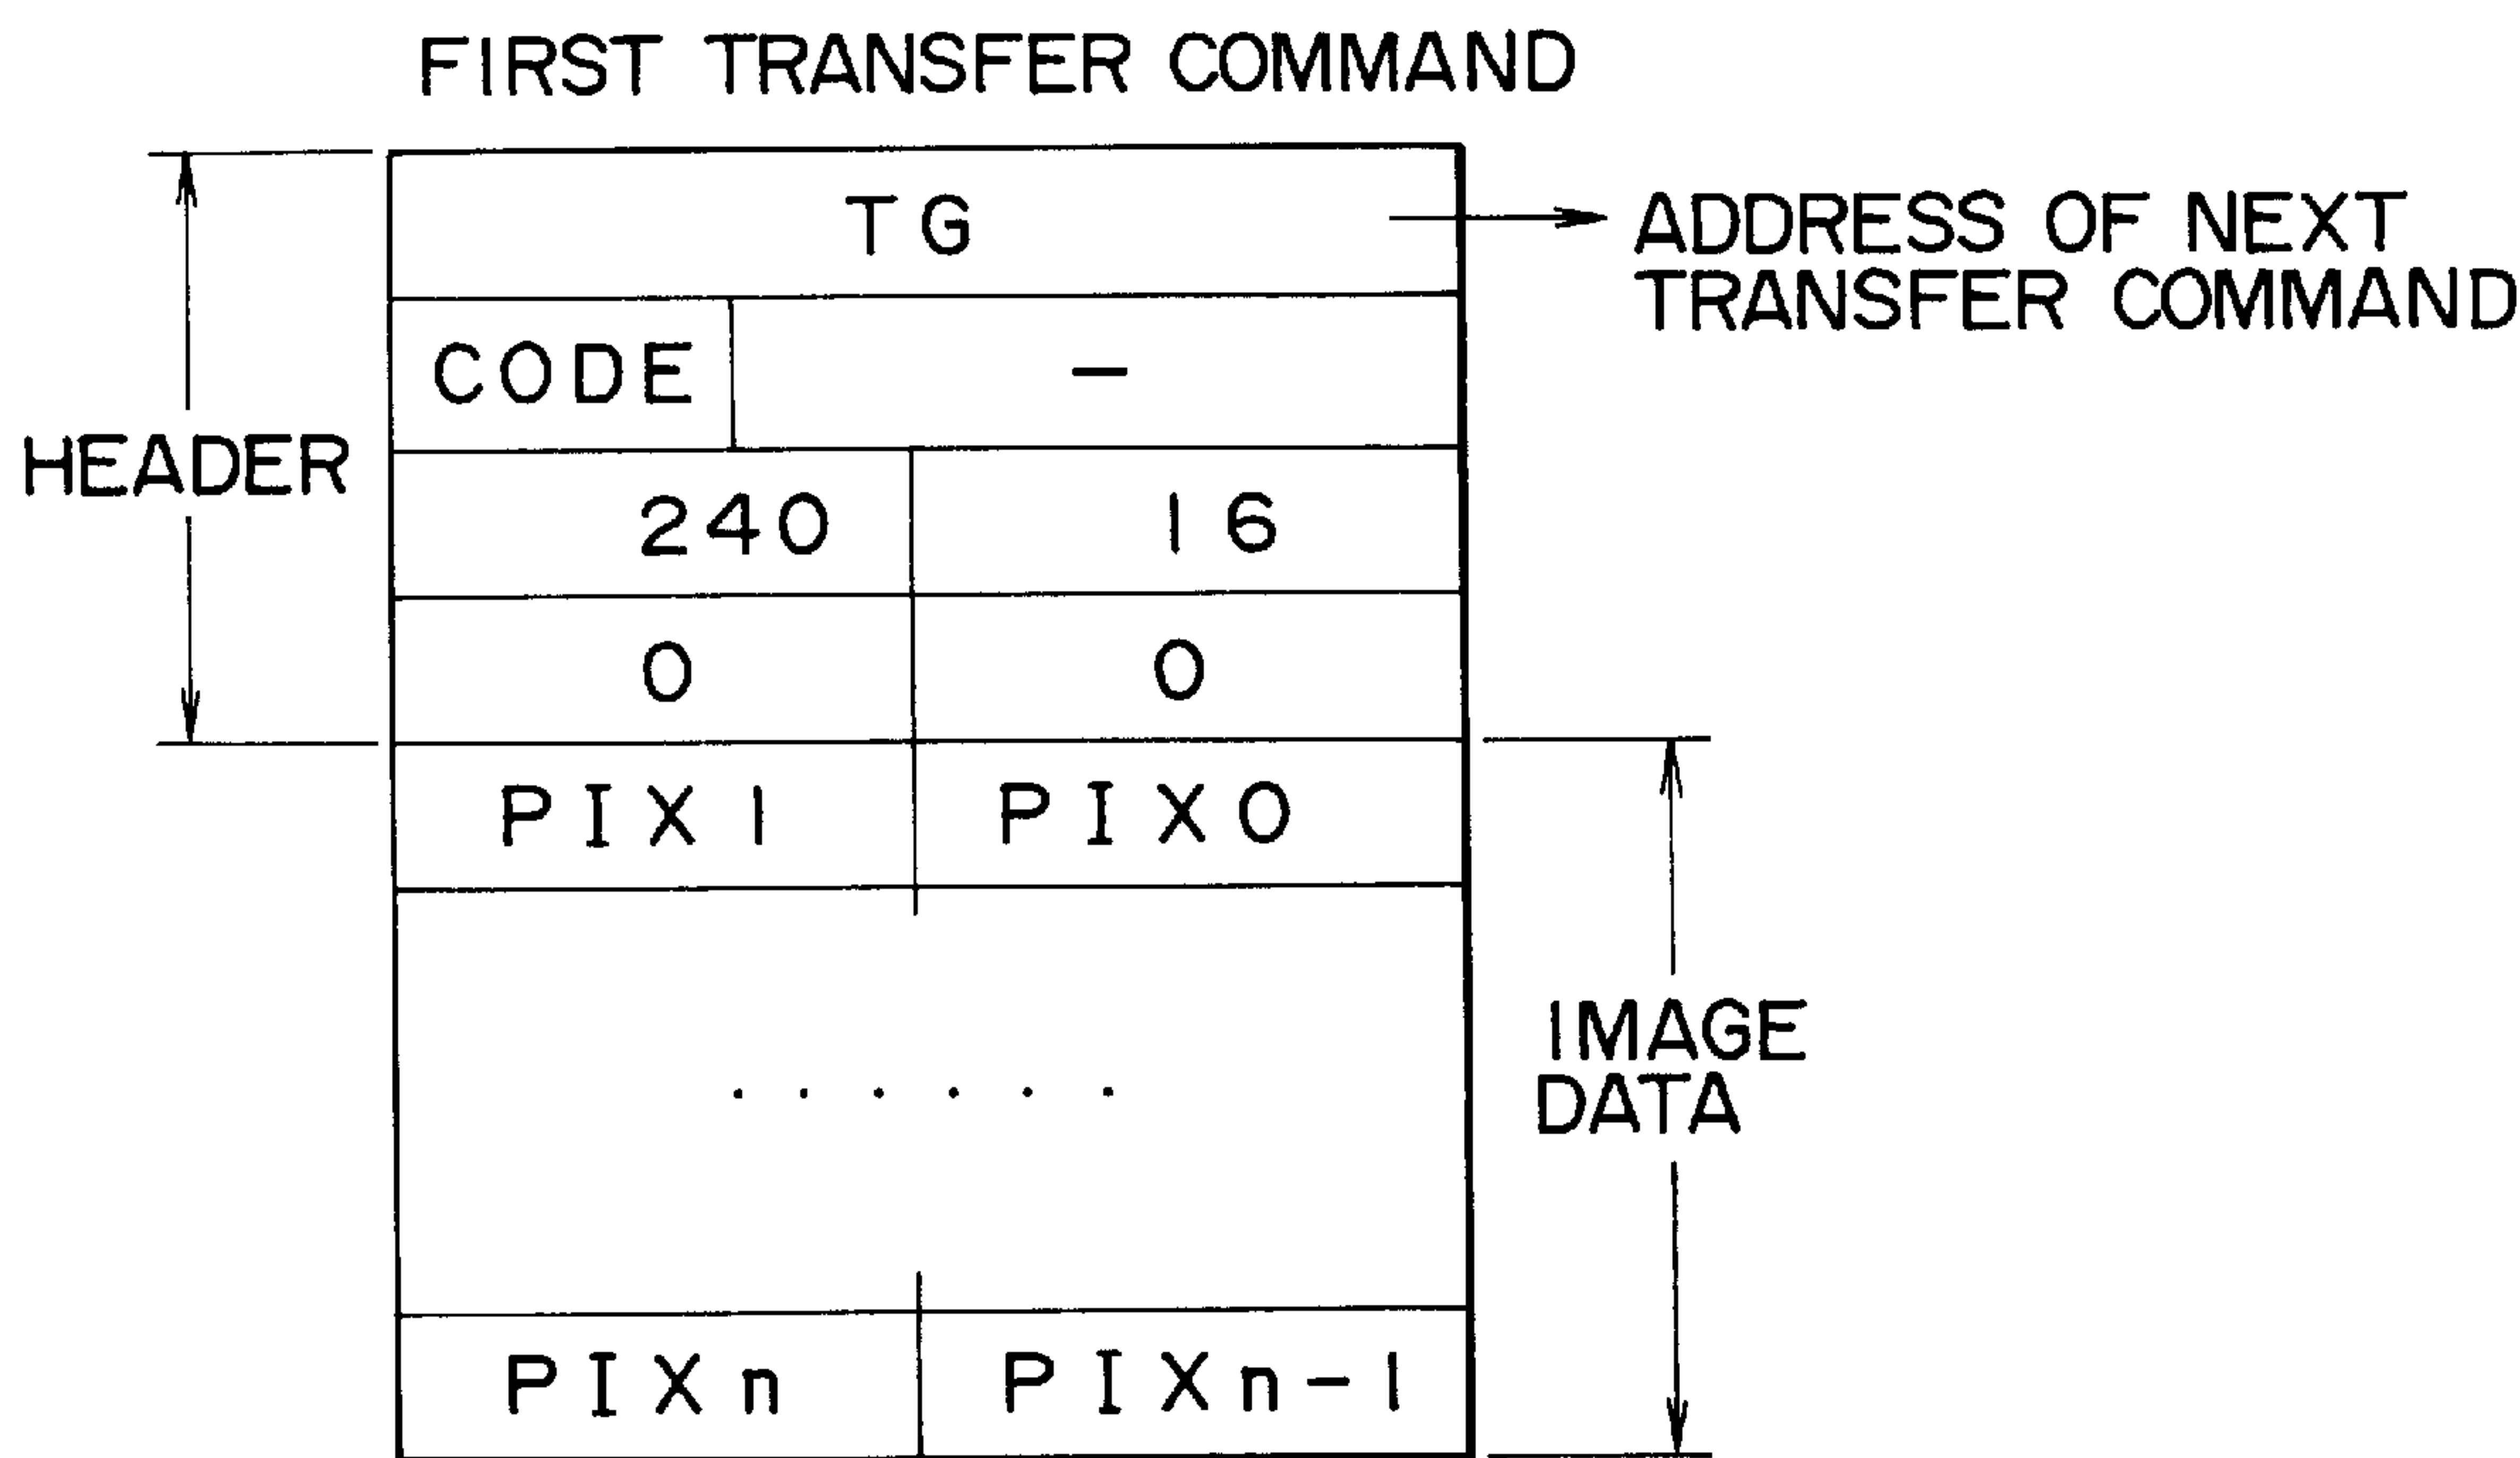 FIRST TRANSFER COMMAND
TG
ADDRESS OF NEXT
TRANSFER COMMAND
CODE
–
HEADER
240
16
0
0
PIX1
PIX0
IMAGE
DATA
. . . . . .
PIXn
PIXn-1